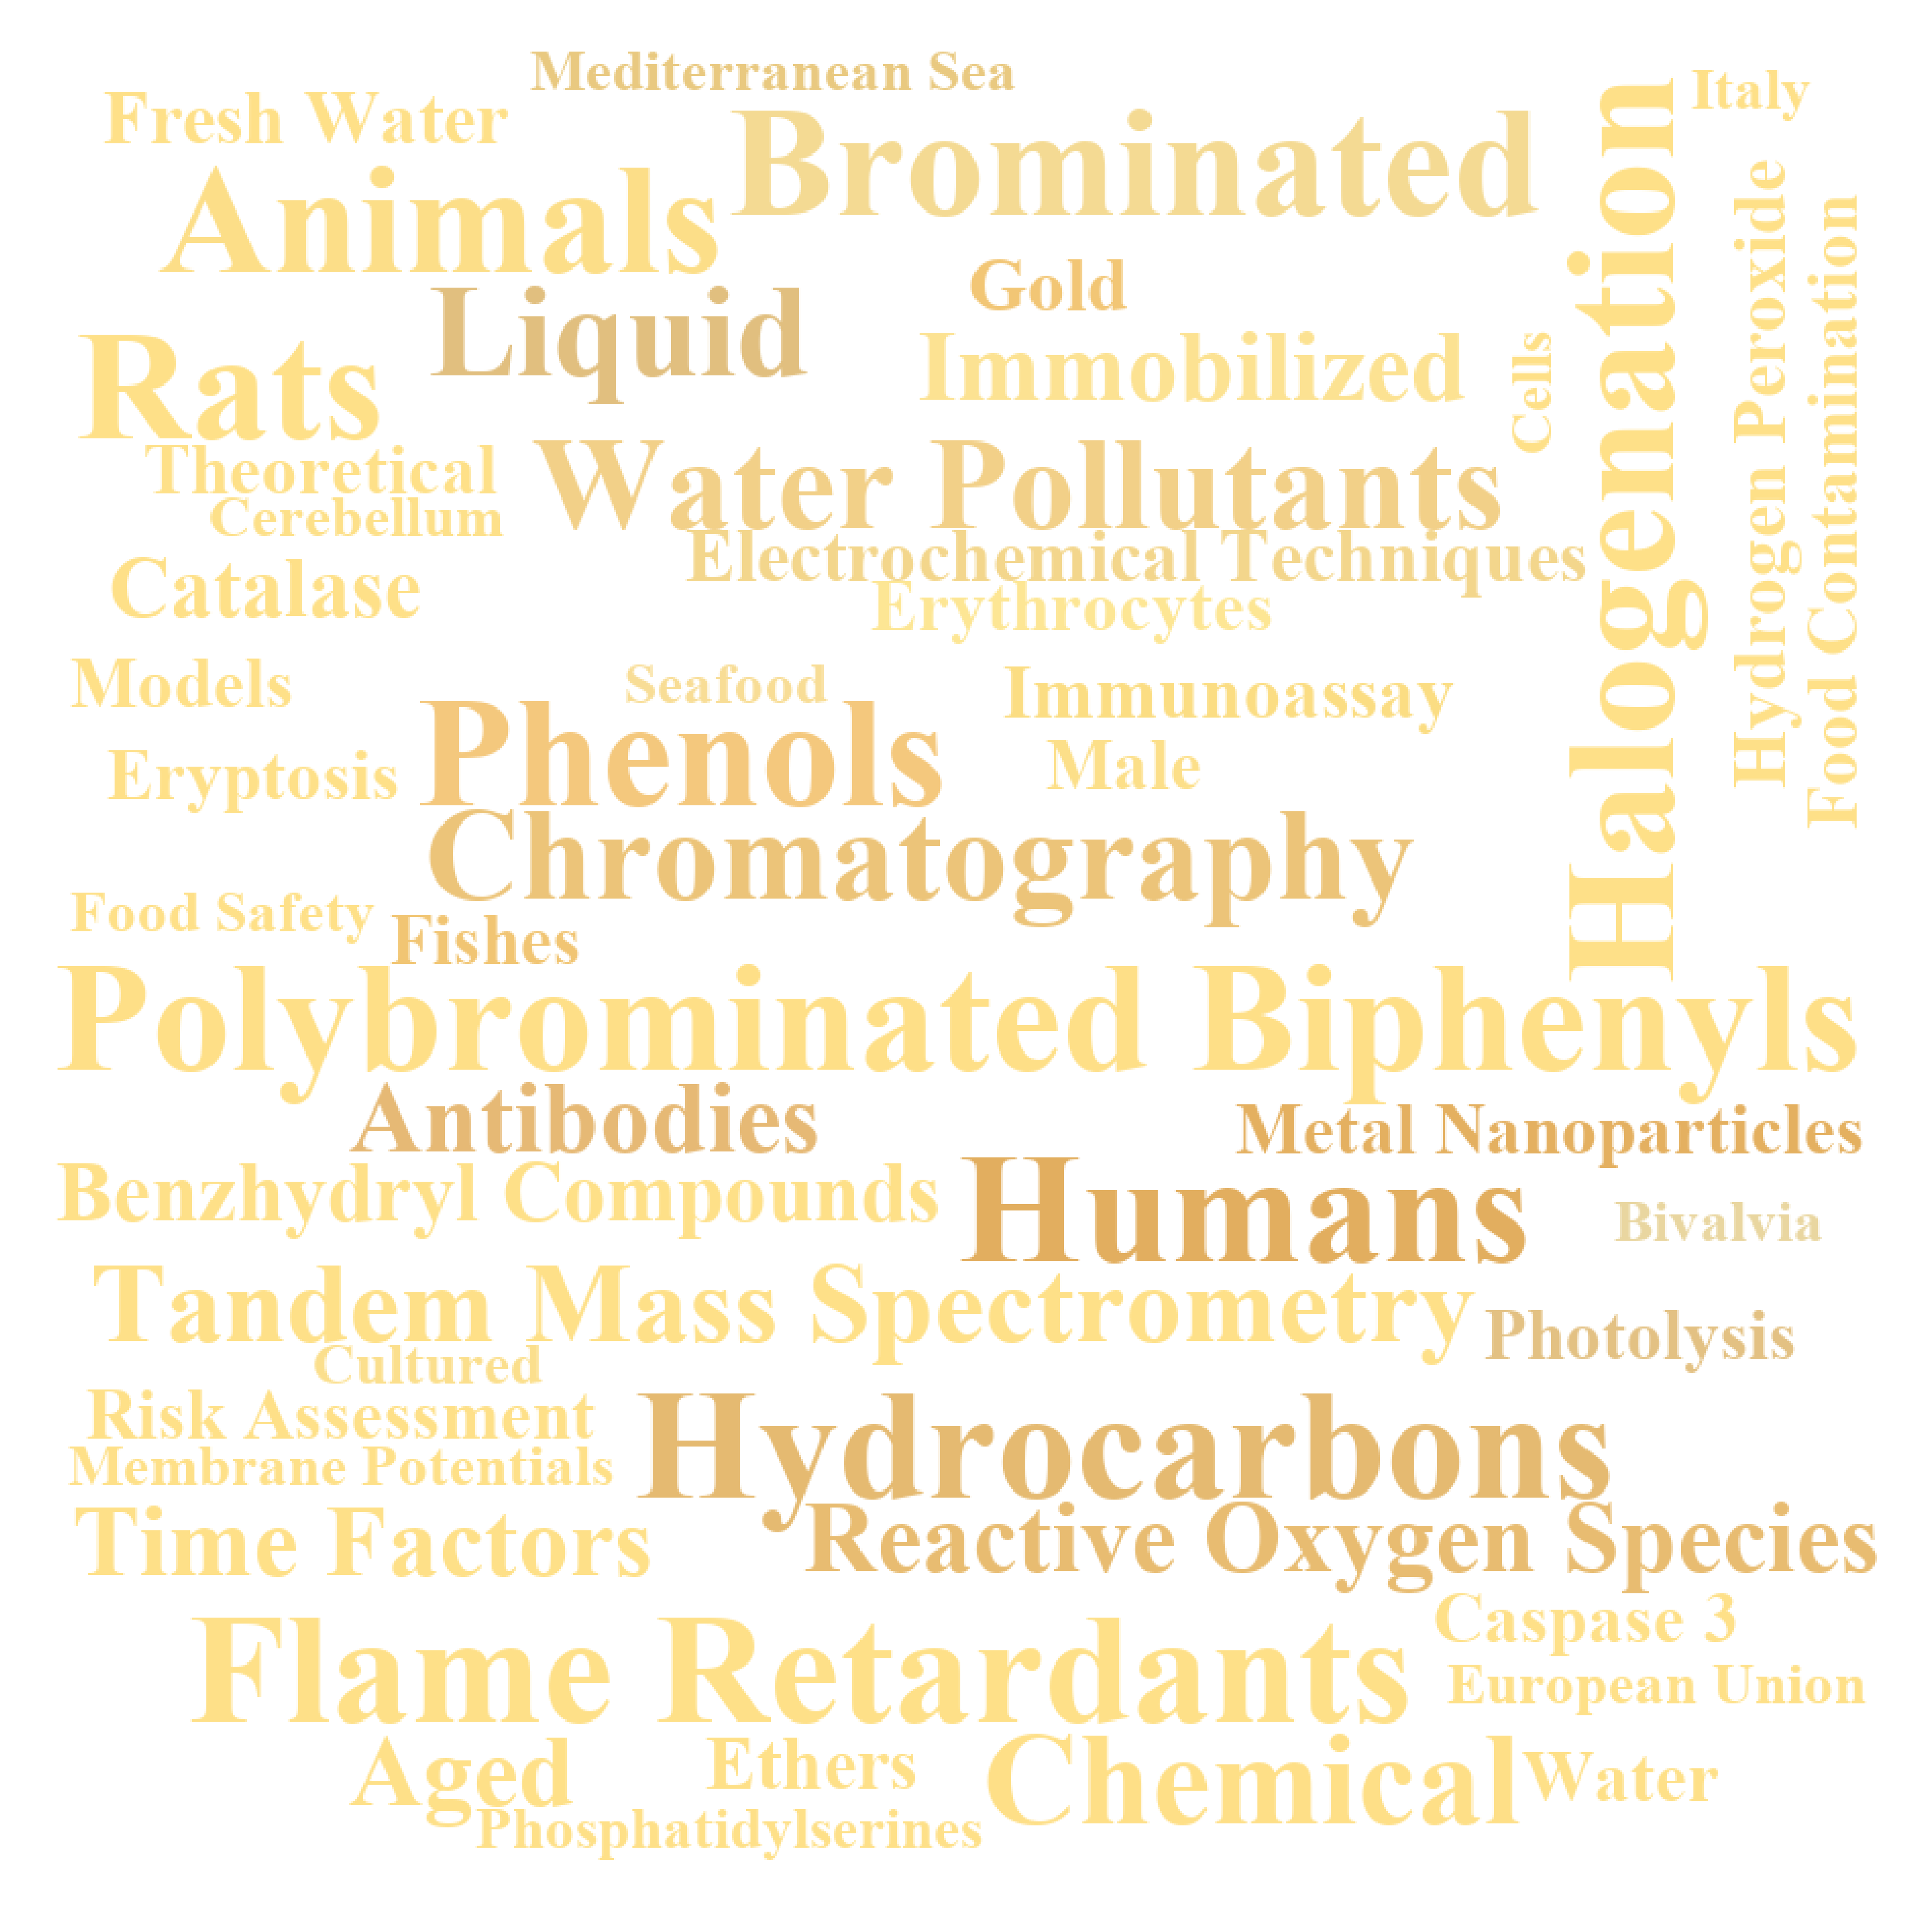 Mediterranean Sea
Italy
Fresh Water
Brominated
Animals
Halogenation
Hydrogen Peroxide
Food Contamination
Gold
Liquid
Rats
Immobilized
Cells
Theoretical
Water Pollutants
Cerebellum
Electrochemical Techniques
Catalase
Erythrocytes
Models
Seafood
Immunoassay
Phenols
Eryptosis
Male
Chromatography
Food Safety
Fishes
Polybrominated Biphenyls
Antibodies
Metal Nanoparticles
Benzhydryl Compounds
Humans
Bivalvia
Tandem Mass Spectrometry
Photolysis
Cultured
Risk Assessment
Hydrocarbons
Membrane Potentials
Time Factors
Reactive Oxygen Species
Caspase 3
Flame Retardants
European Union
Aged
Ethers
Chemical
Water
Phosphatidylserines